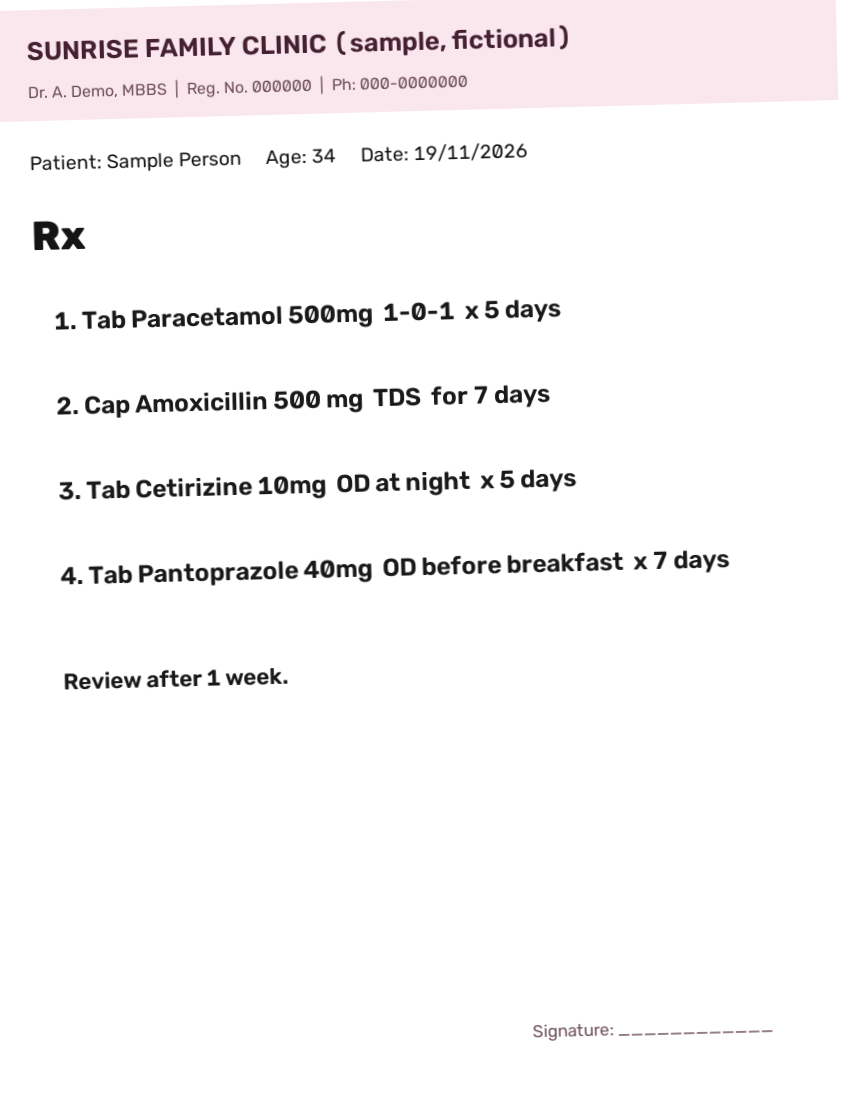 SUNRISE FAMILY CLINIC (sample, fictional)
Dr. A. Demo, MBBS | Reg. No. 000000 | Ph: 000-0000000
Patient: Sample Person Age: 34 Date: 19/11/2026
Rx
1. Tab Paracetamol 500mg 1-0-1 x 5 days
2. Cap Amoxicillin 500 mg TDS for 7 days
3. Tab Cetirizine 10mg OD at night x 5 days
4. Tab Pantoprazole 40mg OD before breakfast x 7 days
Review after 1 week.
Signature: ____________